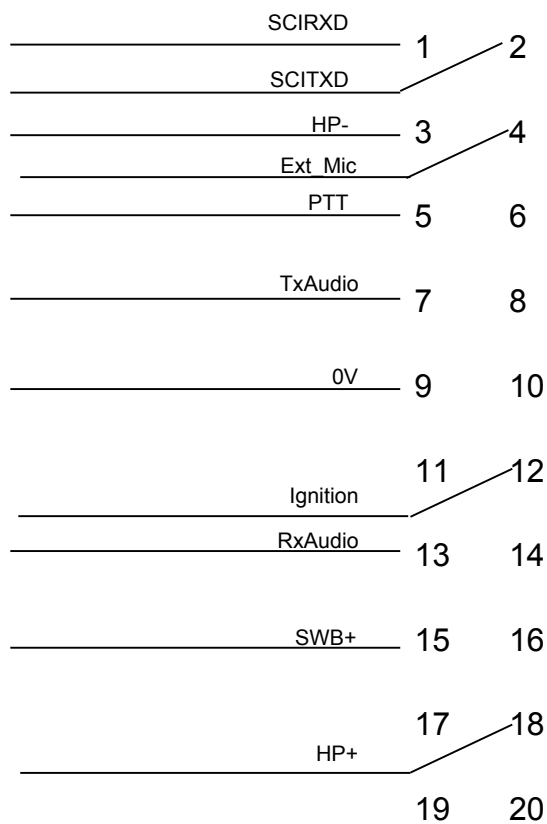 SCIRXD
1 2
SCITXD
HP- 3 4
Ext_Mic
PTT 5 6
TxAudio 7 8
0V 9 10
11 12
Ignition
RxAudio 13 14
SWB+ 15 16
17 18
HP+
19 20